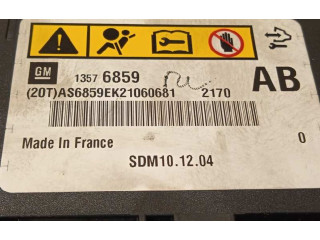 GM
1357 6859
AB
(20T)AS6859EK21060681 2170
Made In France
0
SDM10.12.04